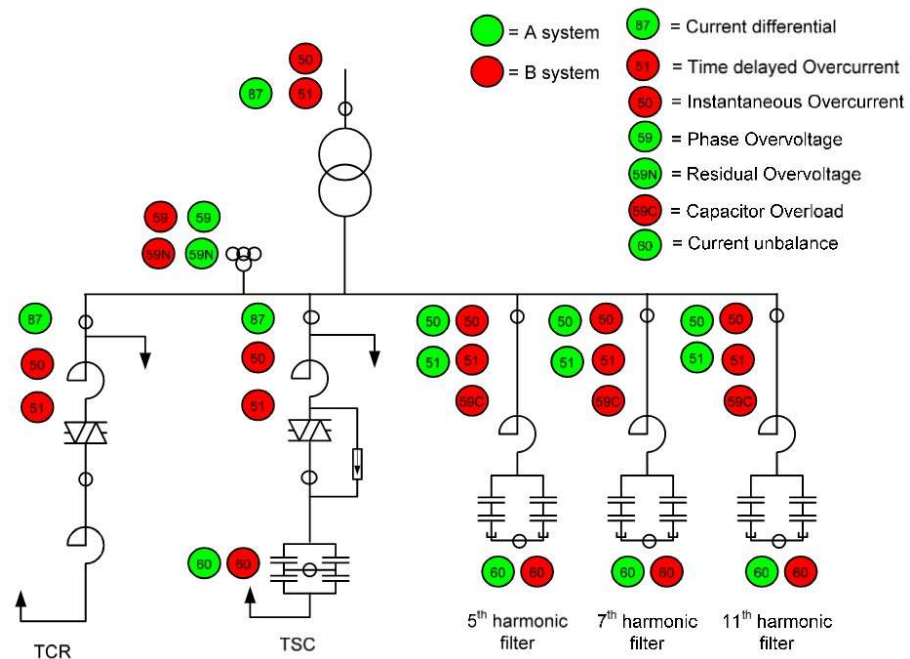 = A system
= B system
87 = Current differential
51 = Time delayed Overcurrent
50 = Instantaneous Overcurrent
59 = Phase Overvoltage
59N = Residual Overvoltage
59C = Capacitor Overload
60 = Current unbalance
50
87 51
59 59
59N 59N
87
50
51
87
50
51
50 50
51 51
59C
50 50
51 51
59C
50 50
51 51
59C
60 60
60 60
60 60
60 60
TCR
TSC
5th harmonic
filter
7th harmonic
filter
11th harmonic
filter